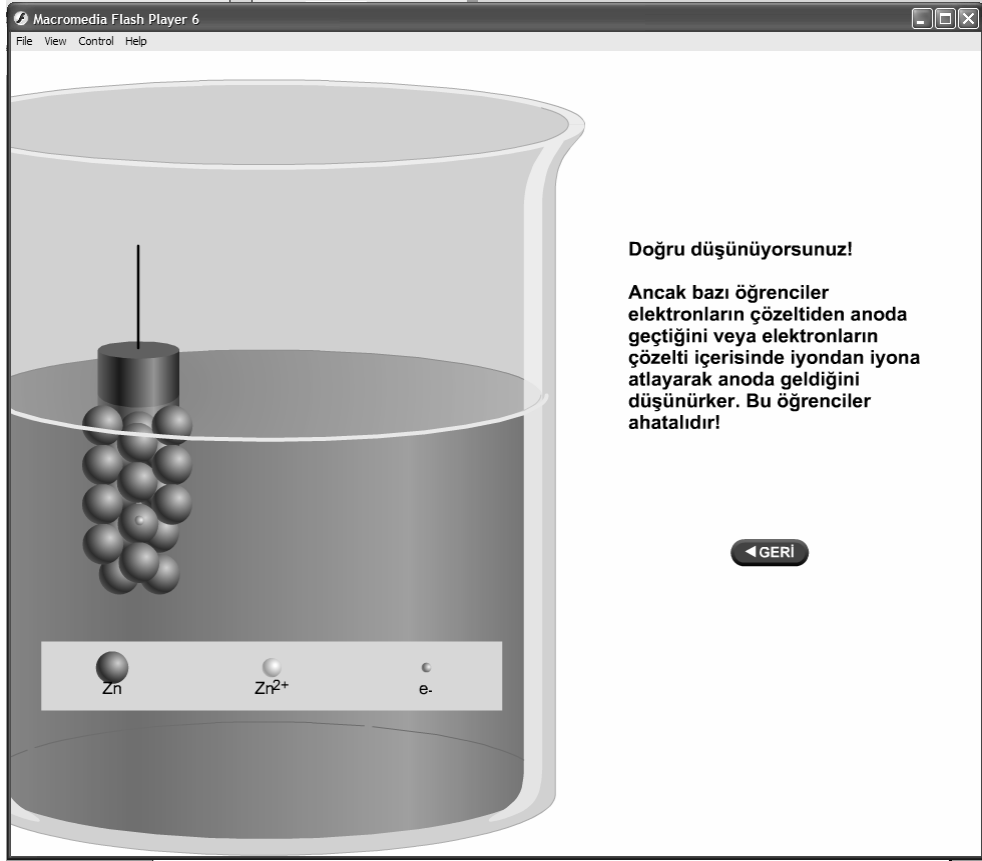 Macromedia Flash Player 6
File View Control Help
Doğru düşünüyorsunuz!
Ancak bazı öğrenciler
elektronların çözeltiden anoda
geçtiğini veya elektronların
çözelti içerisinde iyondan iyona
atlayarak anoda geldiğini
düşünürker. Bu öğrenciler
ahatalıdır!
GERİ
Zn Zn2+ e-